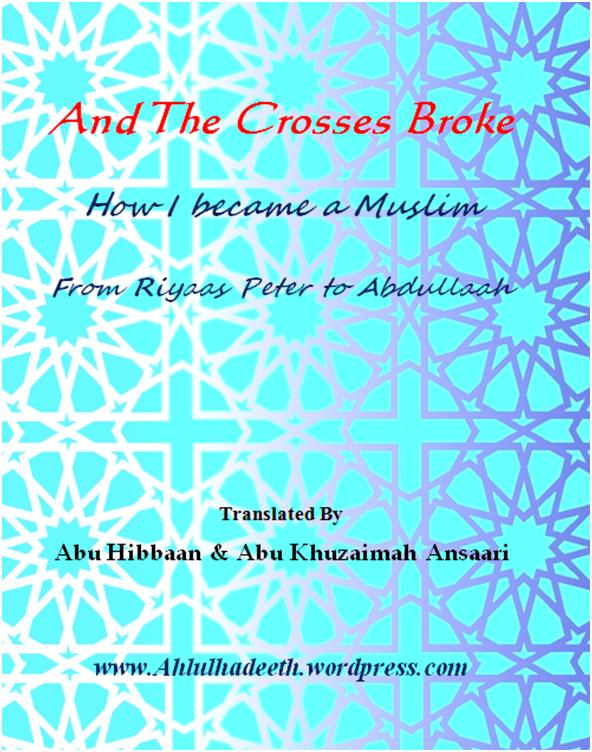 And The Crosses Broke
How I became a Muslim
From Riyaas Peter to Abdullaah
Translated By
Abu Hibbaan & Abu Khuzaimah Ansaari
www.Ahlulhadeeth.wordpress.com